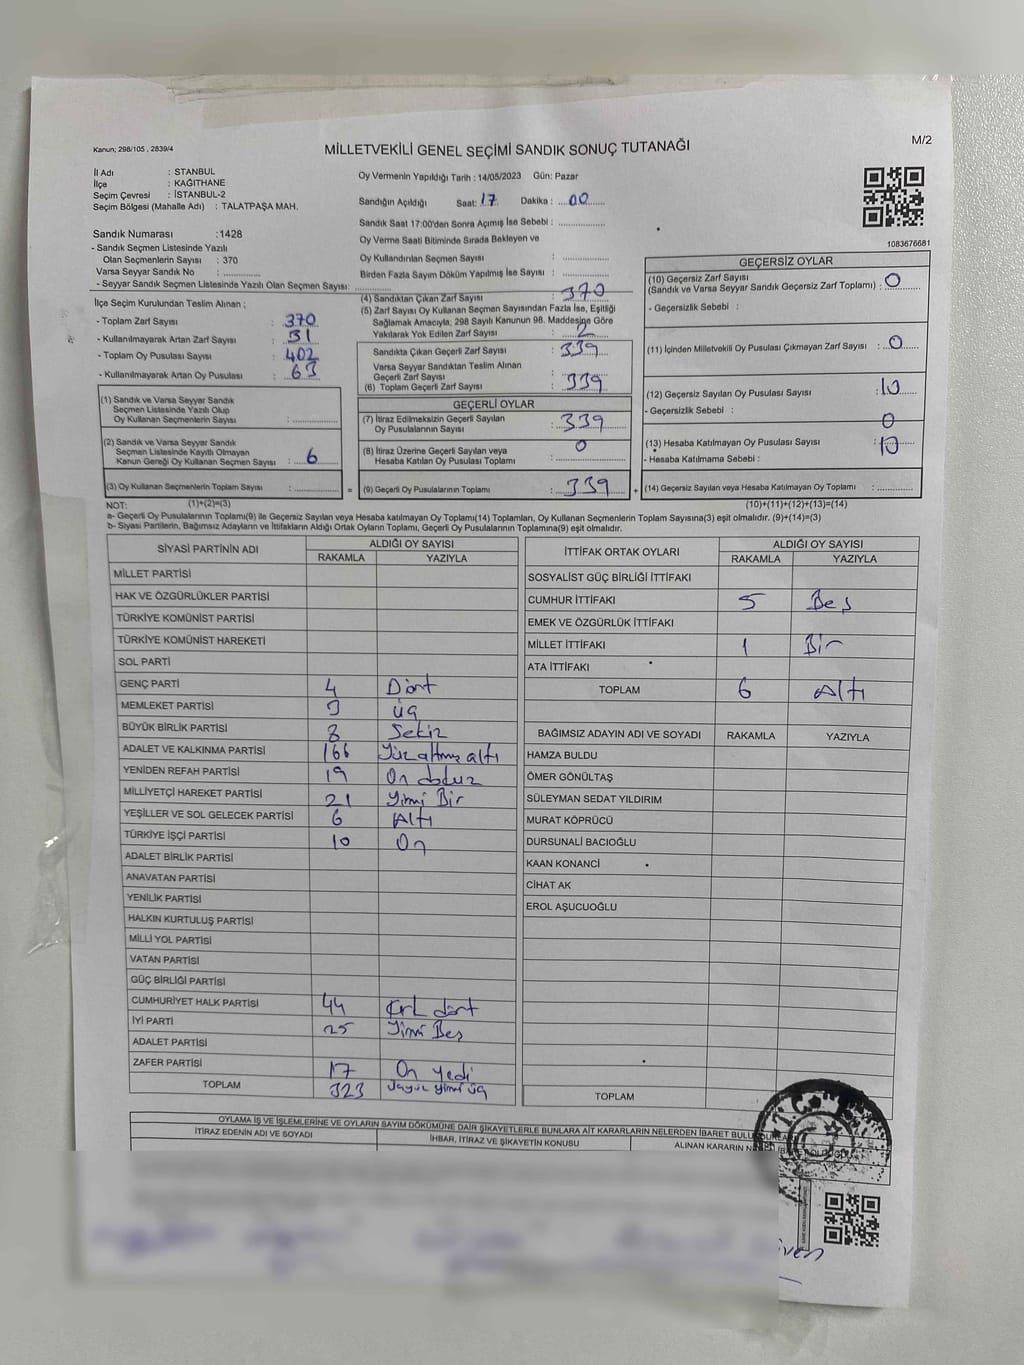 Kanun; 298/105 , 2839/4
MİLLETVEKİLİ GENEL SEÇİMİ SANDIK SONUÇ TUTANAĞI
M/2
İl Adı : STANBUL
İlçe : KAĞITHANE
Seçim Çevresi : İSTANBUL-2
Seçim Bölgesi (Mahalle Adı) : TALATPAŞA MAH.
Sandık Numarası :1428
- Sandık Seçmen Listesinde Yazılı
Olan Seçmenlerin Sayısı : 370
Varsa Seyyar Sandık No :
- Seyyar Sandık Seçmen Listesinde Yazılı Olan Seçmen Sayısı:
Oy Vermenin Yapıldığı Tarih : 14/05/2023 Gün: Pazar
Sandığın Açıldığı Saat: 17 Dakika : 00
Sandık Saat 17:00'den Sonra Açımış İse Sebebi :
Oy Verme Saati Bitiminde Sırada Bekleyen ve
Oy Kullandırılan Seçmen Sayısı :
Birden Fazla Sayım Döküm Yapılmış İse Sayısı :
1083676681
İlçe Seçim Kurulundan Teslim Alınan ;
- Toplam Zarf Sayısı : 370
- Kullanılmayarak Artan Zarf Sayısı : 31
- Toplam Oy Pusulası Sayısı : 402
- Kullanılmayarak Artan Oy Pusulası : 63
(1) Sandık ve Varsa Seyyar Sandık
Seçmen Listesinde Yazılı Olup
Oy Kullanan Seçmenlerin Sayısı :
(2) Sandık ve Varsa Seyyar Sandık
Seçmen Listesinde Kayıtlı Olmayan
Kanun Gereği Oy Kullanan Seçmen Sayısı : 6
(3) Oy Kullanan Seçmenlerin Toplam Sayısı : =
(4) Sandıktan Çıkan Zarf Sayısı : 370
(5) Zarf Sayısı Oy Kullanan Seçmen Sayısından Fazla İse, Eşitliği
Sağlamak Amacıyla; 298 Sayılı Kanunun 98. Maddesine Göre
Yakılarak Yok Edilen Zarf Sayısı : 2
Sandıkta Çıkan Geçerli Zarf Sayısı : 339
Varsa Seyyar Sandıktan Teslim Alınan
Geçerli Zarf Sayısı
(6) Toplam Geçerli Zarf Sayısı : 339
GEÇERLİ OYLAR
(7) İtiraz Edilmeksizin Geçerli Sayılan
Oy Pusulalarının Sayısı : 339
(8) İtiraz Üzerine Geçerli Sayılan veya
Hesaba Katılan Oy Pusulası Toplamı : 0
(9) Geçerli Oy Pusulalarının Toplamı : 339 +
GEÇERSİZ OYLAR
(10) Geçersiz Zarf Sayısı
(Sandık ve Varsa Seyyar Sandık Geçersiz Zarf Toplamı) : 0
- Geçersizlik Sebebi :
(11) İçinden Milletvekili Oy Pusulası Çıkmayan Zarf Sayısı : 0
(12) Geçersiz Sayılan Oy Pusulası Sayısı : 10
- Geçersizlik Sebebi :
0
(13) Hesaba Katılmayan Oy Pusulası Sayısı : 10
- Hesaba Katılmama Sebebi :
(14) Geçersiz Sayılan veya Hesaba Katılmayan Oy Toplamı :
NOT: (1)+(2)=(3) (10)+(11)+(12)+(13)=(14)
a- Geçerli Oy Pusulalarının Toplamı(9) ile Geçersiz Sayılan veya Hesaba katılmayan Oy Toplamı(14) Toplamları, Oy Kullanan Seçmenlerin Toplam Sayısına(3) eşit olmalıdır. (9)+(14)=(3)
b- Siyasi Partilerin, Bağımsız Adayların ve İttifakların Aldığı Oyların Toplamı, Geçerli Oy Pusulalarının Toplamına(9) eşit olmalıdır.
SİYASİ PARTİNİN ADI ALDIĞI OY SAYISI
RAKAMLA YAZIYLA
MİLLET PARTİSİ
HAK VE ÖZGÜRLÜKLER PARTİSİ
TÜRKİYE KOMÜNİST PARTİSİ
TÜRKİYE KOMÜNİST HAREKETİ
SOL PARTİ
GENÇ PARTİ 4 Dört
MEMLEKET PARTİSİ 3 üç
BÜYÜK BİRLİK PARTİSİ 8 Sekiz
ADALET VE KALKINMA PARTİSİ 166 Yüz altmış altı
YENİDEN REFAH PARTİSİ 19 On dokuz
MİLLİYETÇİ HAREKET PARTİSİ 21 Yirmi Bir
YEŞİLLER VE SOL GELECEK PARTİSİ 6 Altı
TÜRKİYE İŞÇİ PARTİSİ 10 On
ADALET BİRLİK PARTİSİ
ANAVATAN PARTİSİ
YENİLİK PARTİSİ
HALKIN KURTULUŞ PARTİSİ
MİLLİ YOL PARTİSİ
VATAN PARTİSİ
GÜÇ BİRLİĞİ PARTİSİ
CUMHURİYET HALK PARTİSİ 44 Kırk dört
İYİ PARTİ 25 Yirmi Beş
ADALET PARTİSİ
ZAFER PARTİSİ 17 On Yedi
TOPLAM 323 üçyüz yirmi üç
İTTİFAK ORTAK OYLARI ALDIĞI OY SAYISI
RAKAMLA YAZIYLA
SOSYALİST GÜÇ BİRLİĞİ İTTİFAKI
CUMHUR İTTİFAKI 5 Beş
EMEK VE ÖZGÜRLÜK İTTİFAKI
MİLLET İTTİFAKI 1 Bir
ATA İTTİFAKI
TOPLAM 6 Altı
BAĞIMSIZ ADAYIN ADI VE SOYADI RAKAMLA YAZIYLA
HAMZA BULDU
ÖMER GÖNÜLTAŞ
SÜLEYMAN SEDAT YILDIRIM
MURAT KÖPRÜCÜ
DURSUNALİ BACIOĞLU
KAAN KONANCİ
CİHAT AK
EROL AŞUCUOĞLU
TOPLAM
OYLAMA İŞ VE İŞLEMLERİNE VE OYLARIN SAYIM DÖKÜMÜNE DAİR ŞİKAYETLERLE BUNLARA AİT KARARLARIN NELERDEN İBARET
İTİRAZ EDENİN ADI VE SOYADI İHBAR, İTİRAZ VE ŞİKAYETİN KONUSU ALINAN KARARIN
T.C.